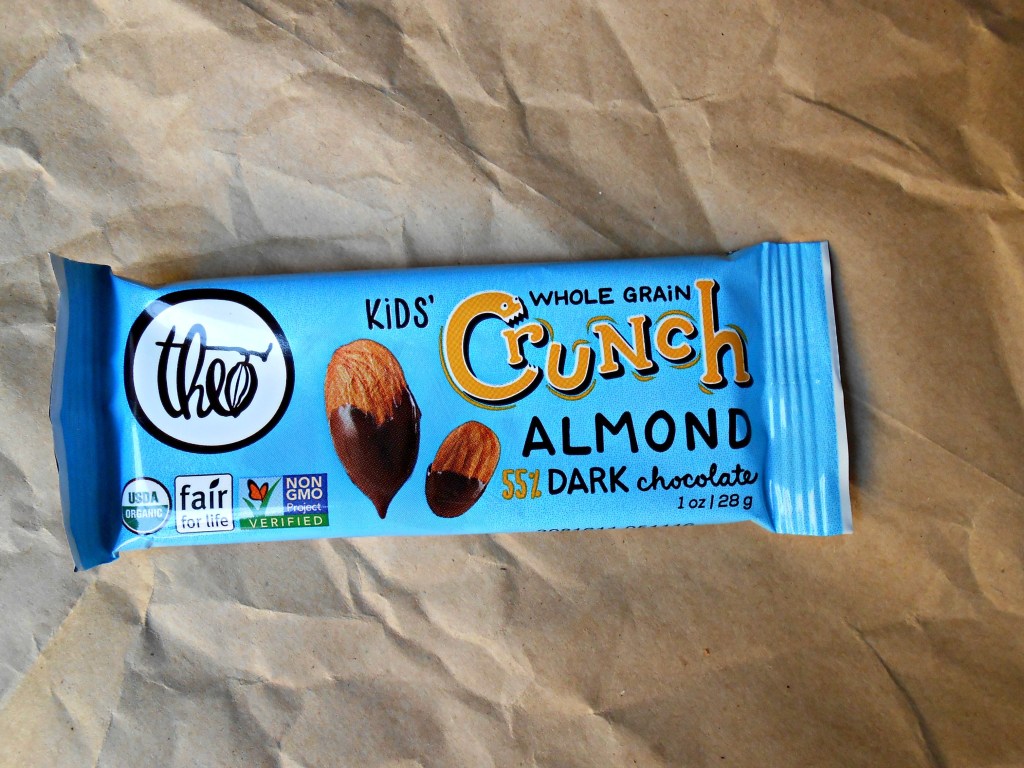 theo
KiDS'
WHOLE GRAiN
CrUNch
ALMOND
55% DARK chocolate
1 oz | 28 g
USDA
ORGANIC
fair
for life
NON
GMO
Project
VERIFIED